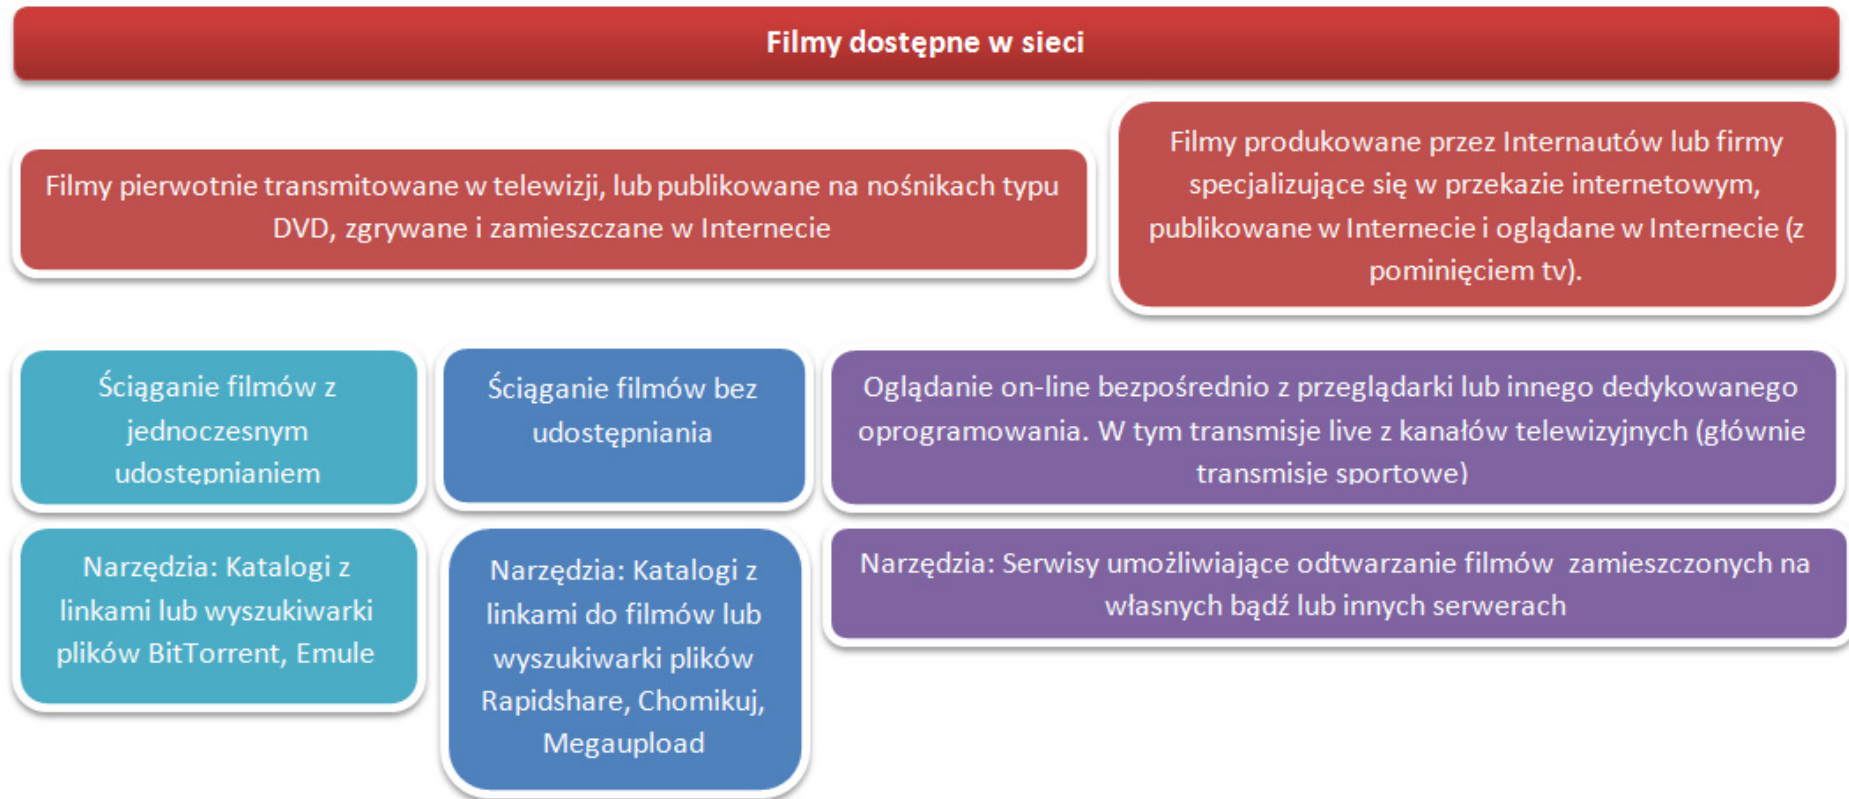 Filmy dostępne w sieci
Filmy pierwotnie transmitowane w telewizji, lub publikowane na nośnikach typu
DVD, zgrywane i zamieszczane w Internecie
Filmy produkowane przez Internautów lub firmy
specjalizujące się w przekazie internetowym,
publikowane w Internecie i oglądane w Internecie (z
pominięciem tv).
Ściąganie filmów z
jednoczesnym
udostępnianiem
Ściąganie filmów bez
udostępniania
Oglądanie on-line bezpośrednio z przeglądarki lub innego dedykowanego
oprogramowania. W tym transmisje live z kanałów telewizyjnych (głównie
transmisje sportowe)
Narzędzia: Katalogi z
linkami lub wyszukiwarki
plików BitTorrent, Emule
Narzędzia: Katalogi z
linkami do filmów lub
wyszukiwarki plików
Rapidshare, Chomikuj,
Megaupload
Narzędzia: Serwisy umożliwiające odtwarzanie filmów  zamieszczonych na
własnych bądź lub innych serwerach